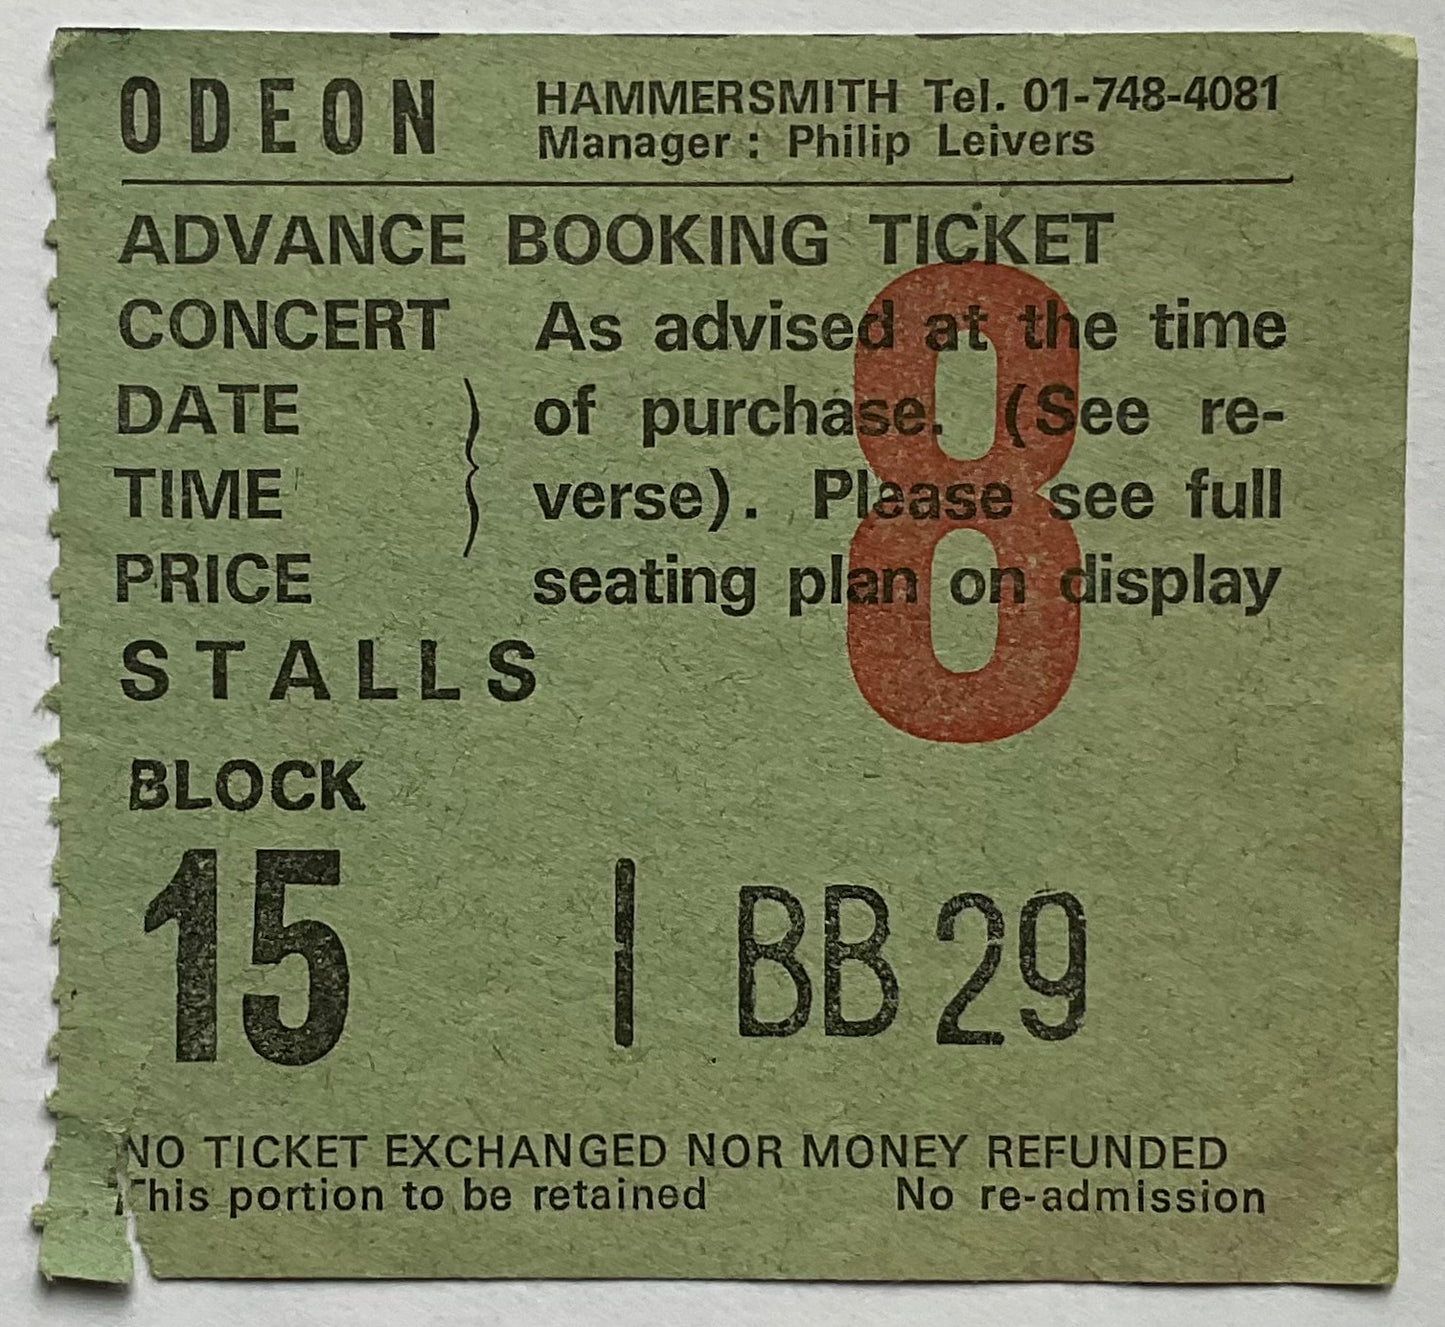 ODEON HAMMERSMITH Tel. 01-748-4081
Manager : Philip Leivers
ADVANCE BOOKING TICKET
CONCERT As advised at the time
DATE of purchase. (See re-
TIME verse). Please see full
PRICE seating plan on display
8
STALLS
BLOCK
15 | BB 29
NO TICKET EXCHANGED NOR MONEY REFUNDED
This portion to be retained No re-admission